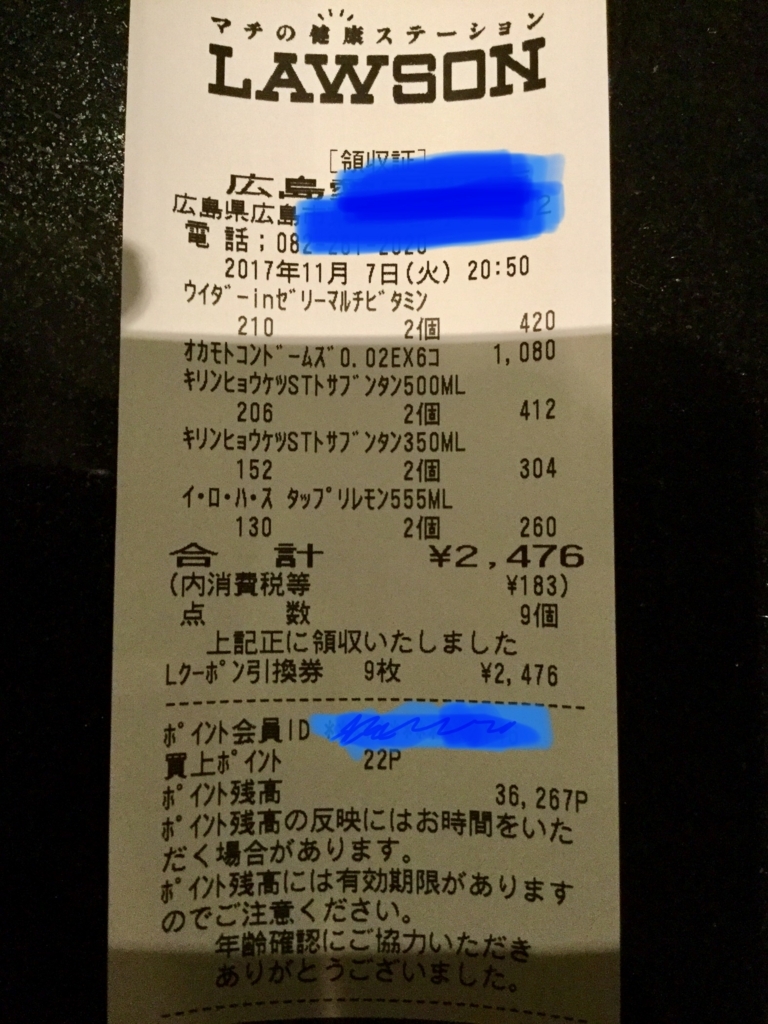 マチの健康ステーション
LAWSON
[領収証]
広島
広島県広島
電話;082
2017年11月 7日(火) 20:50
ウイダーinゼリーマルチビタミン
210 2個 420
オカモトコンドームズ0.02EX6コ 1,080
キリンヒョウケツSTトサブンタン500ML
206 2個 412
キリンヒョウケツSTトサブンタン350ML
152 2個 304
イ・ロ・ハ・ス タップリレモン555ML
130 2個 260
合計 ¥2,476
(内消費税等 ¥183)
点数 9個
上記正に領収いたしました
Lクーポン引換券 9枚 ¥2,476
ポイント会員ID
買上ポイント 22P
ポイント残高 36,267P
ポイント残高の反映にはお時間をいた
だく場合があります。
ポイント残高には有効期限があります
のでご注意ください。
年齢確認にご協力いただき
ありがとうございました。